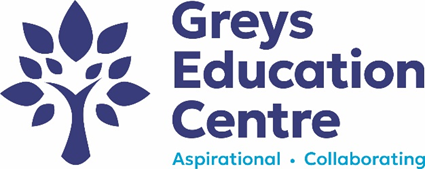 Greys
Education
Centre
Aspirational • Collaborating